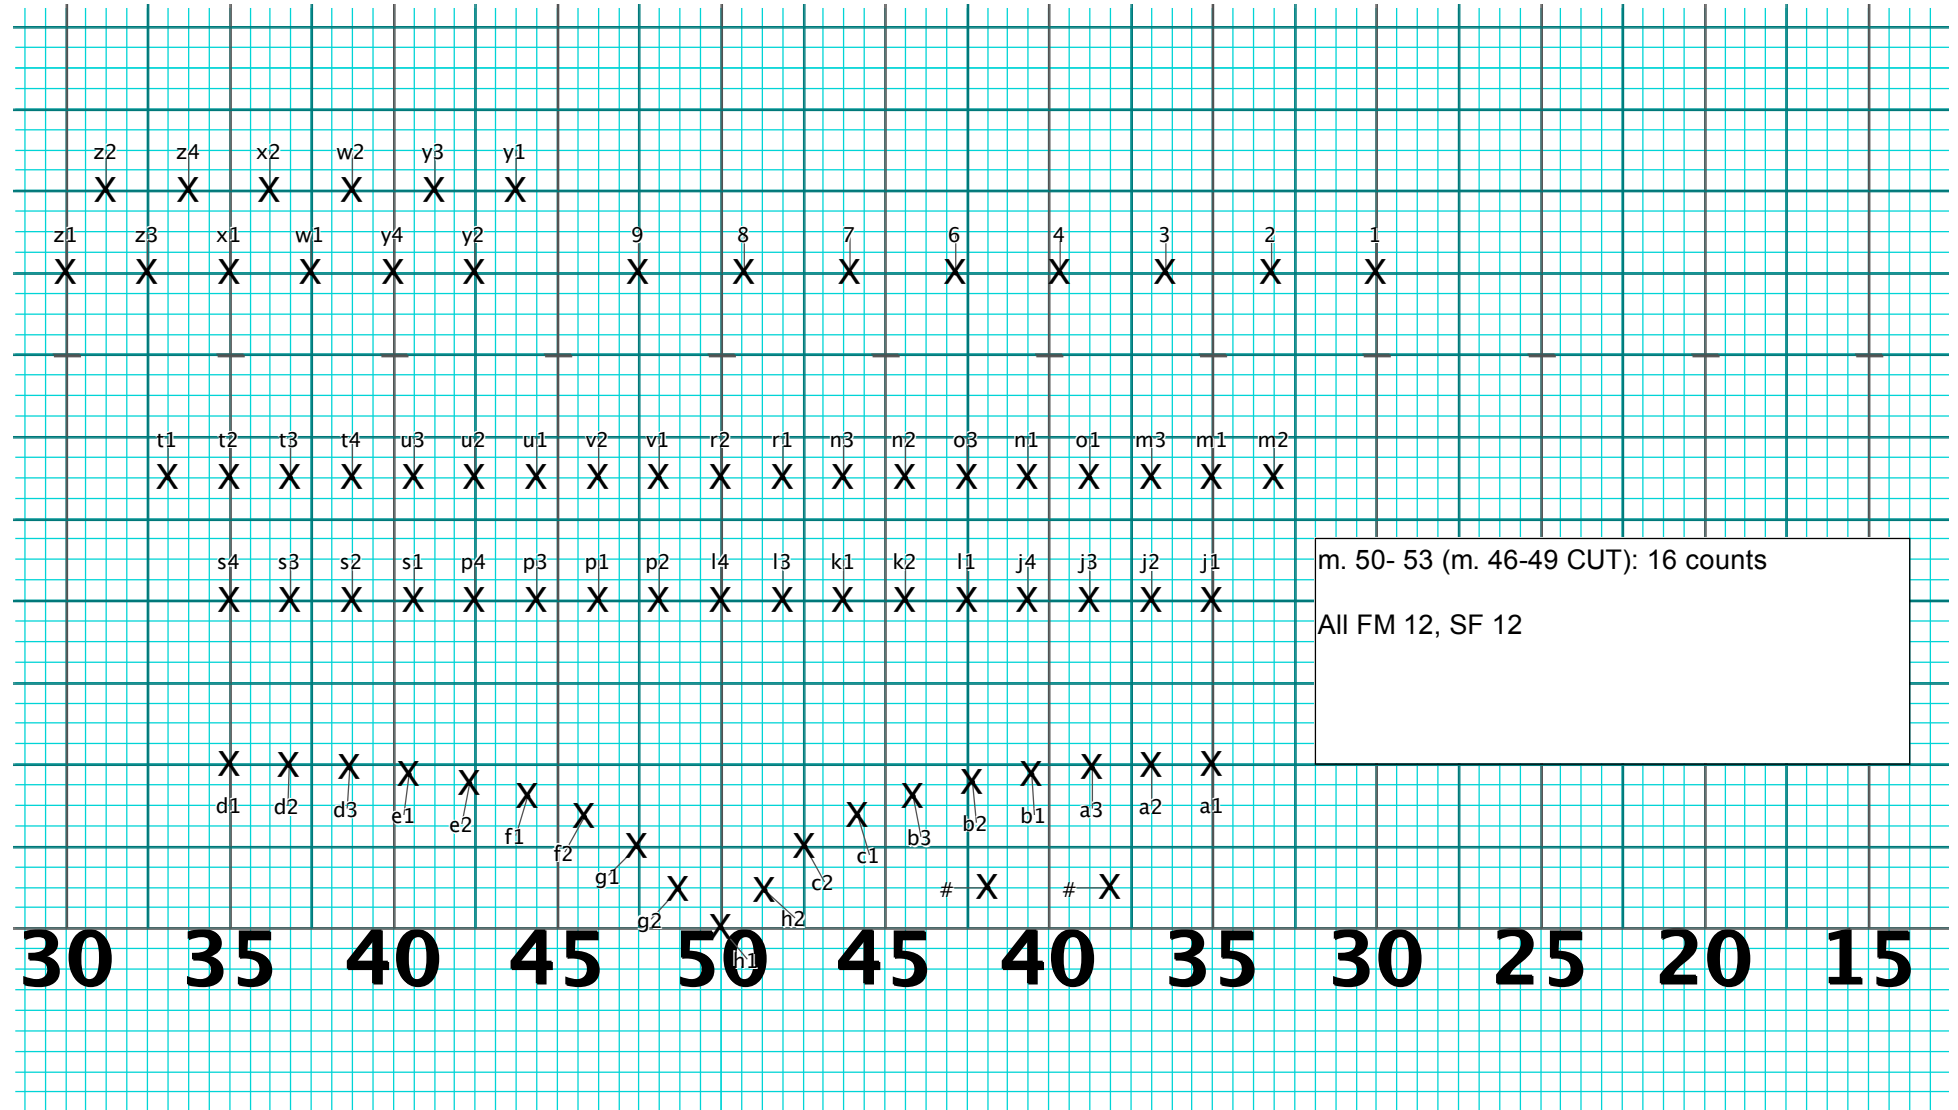 z2 z4 x2 w2 y3 y1
X X X X X X
z1 z3 x1 w1 y4 y2 9 8 7 6 4 3 2 1
X X X X X X X X X X X X X X
t1 t2 t3 t4 u3 u2 u1 v2 v1 r2 r1 n3 n2 o3 n1 o1 m3 m1 m2
X X X X X X X X X X X X X X X X X X X
s4 s3 s2 s1 p4 p3 p1 p2 l4 l3 k1 k2 l1 j4 j3 j2 j1
X X X X X X X X X X X X X X X X X
m. 50- 53 (m. 46-49 CUT): 16 counts
All FM 12, SF 12
X X X X X X X X X X X X X X X X X X X
d1 d2 d3 e1 e2 f1 f2 g1 g2 h1 h2 c2 c1 b3 b2 b1 a3 a2 a1
# X # X
30 35 40 45 50 45 40 35 30 25 20 15